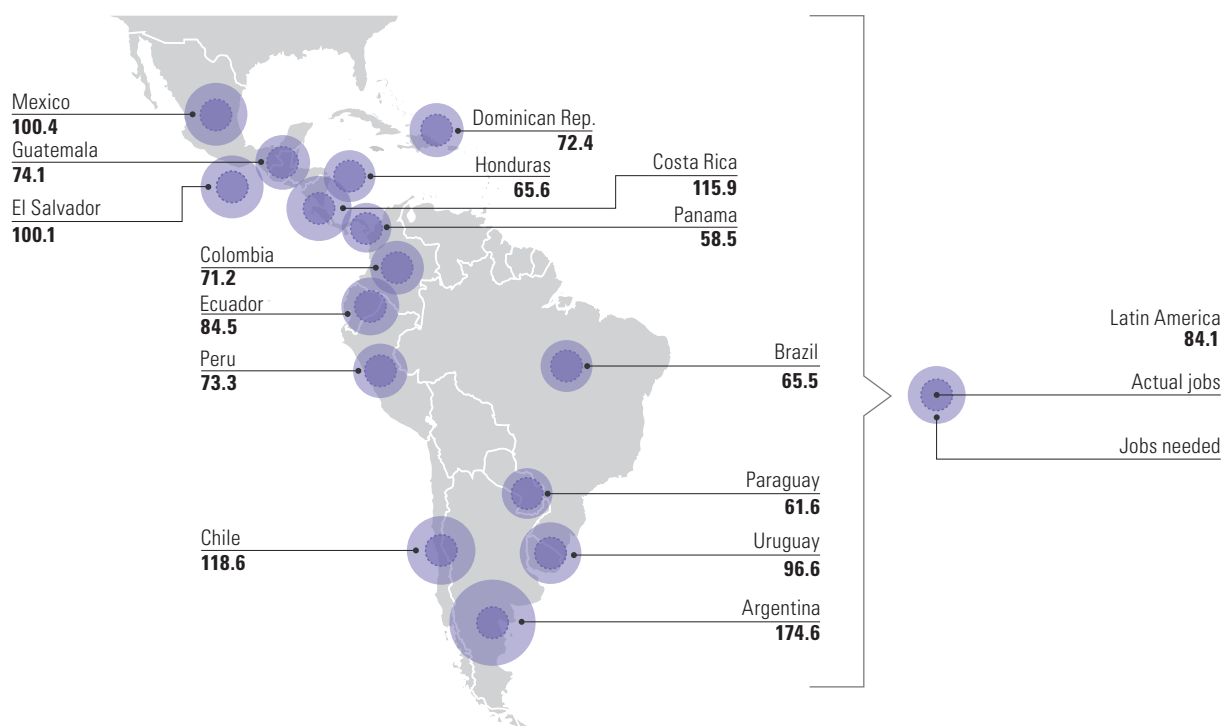 Mexico
100.4
Guatemala
74.1
El Salvador
100.1
Dominican Rep.
72.4
Honduras
65.6
Costa Rica
115.9
Panama
58.5
Colombia
71.2
Ecuador
84.5
Peru
73.3
Brazil
65.5
Paraguay
61.6
Uruguay
96.6
Chile
118.6
Argentina
174.6
Latin America
84.1
Actual jobs
Jobs needed